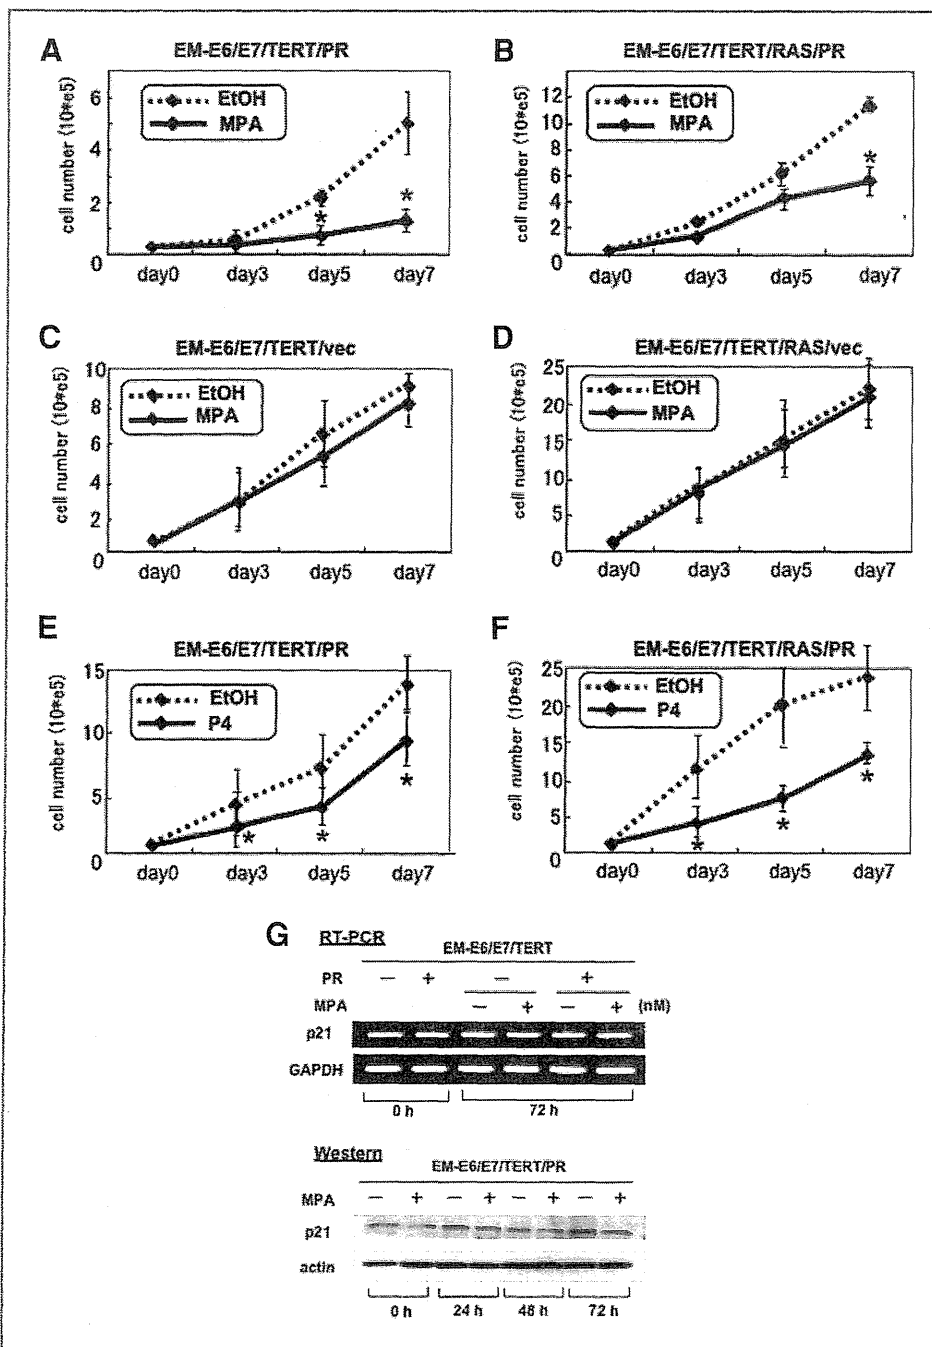 A
EM-E6/E7/TERT/PR
cell number (10*e5)
6
4
2
0
EtOH
MPA
*
*
day0 day3 day5 day7
B
EM-E6/E7/TERT/RAS/PR
cell number (10*e5)
12
10
8
6
4
2
0
EtOH
MPA
*
day0 day3 day5 day7
C
EM-E6/E7/TERT/vec
cell number (10*e5)
10
8
6
4
2
0
EtOH
MPA
day0 day3 day5 day7
D
EM-E6/E7/TERT/RAS/vec
cell number (10*e5)
25
20
15
10
5
0
EtOH
MPA
day0 day3 day5 day7
E
EM-E6/E7/TERT/PR
cell number (10*e5)
15
10
5
0
EtOH
P4
* * *
day0 day3 day5 day7
F
EM-E6/E7/TERT/RAS/PR
cell number (10*e5)
25
20
15
10
5
0
EtOH
P4
* * *
day0 day3 day5 day7
G RT-PCR
EM-E6/E7/TERT
PR − + − +
MPA − + − + (nM)
p21
GAPDH
0 h 72 h
Western
EM-E6/E7/TERT/PR
MPA − + − + − + − +
p21
actin
0 h 24 h 48 h 72 h